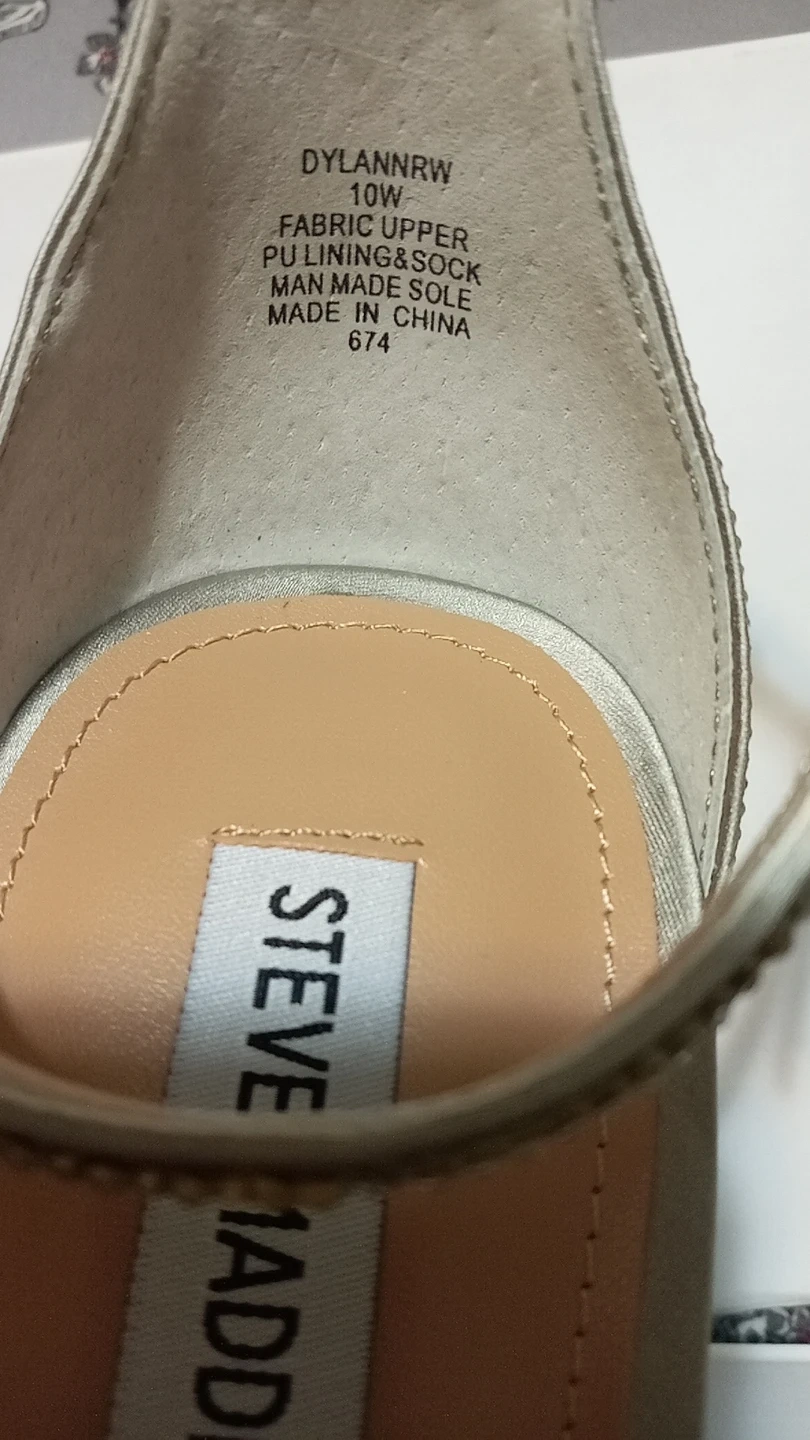 DYLANNRW
10W
FABRIC UPPER
PU LINING&SOCK
MAN MADE SOLE
MADE IN CHINA
674
STEVE